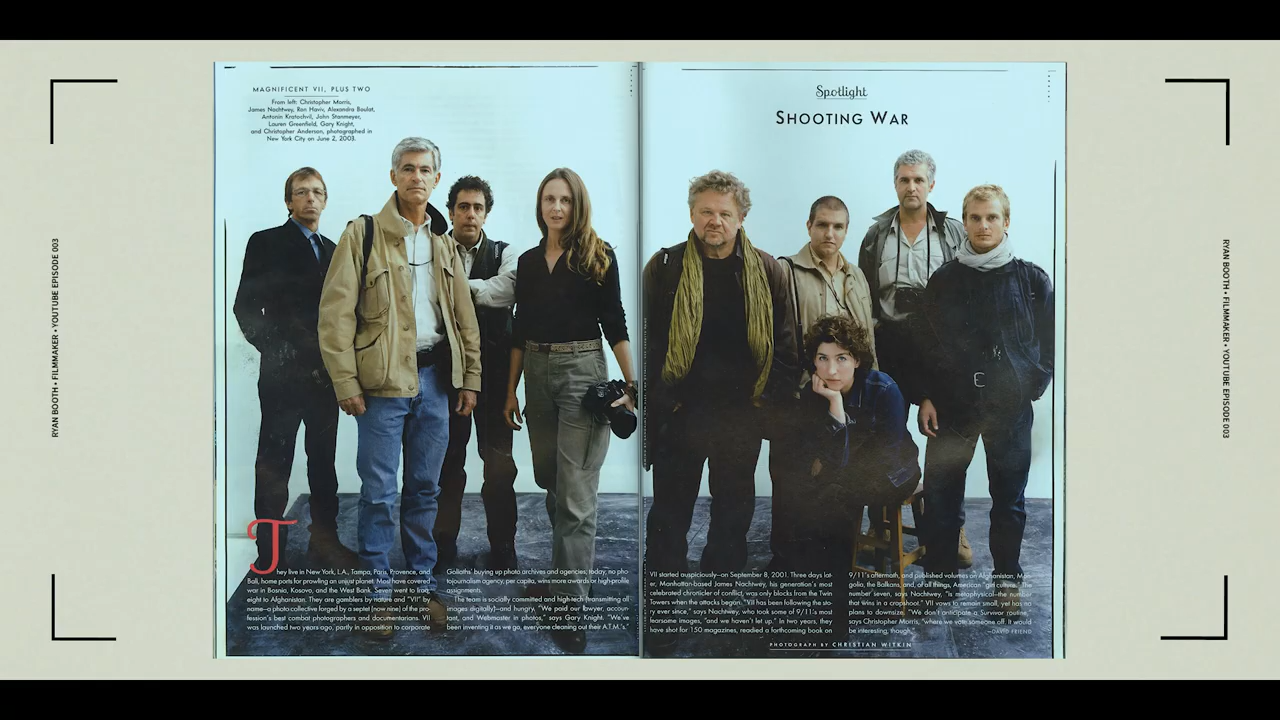 MAGNIFICENT VII, PLUS TWO
From left: Christopher Morris,
James Nachtwey, Ron Haviv, Alexandra Boulat,
Antonin Kratochvil, John Stanmeyer,
Lauren Greenfield, Gary Knight,
and Christopher Anderson, photographed in
New York City on June 2, 2003.
Spotlight
SHOOTING WAR
RYAN BOOTH • FILMMAKER • YOUTUBE EPISODE 003
RYAN BOOTH • FILMMAKER • YOUTUBE EPISODE 003
They live in New York, L.A., Tampa, Paris, Provence, and
Bali, home ports for prowling an unjust planet. Most have covered
war in Bosnia, Kosovo, and the West Bank. Seven went to Iraq,
eight to Afghanistan. They are gamblers by nature and "VII" by
name—a photo collective forged by a septet (now nine) of the pro-
fession's best combat photographers and documentarians. VII
was launched two years ago, partly in opposition to corporate
Goliaths' buying up photo archives and agencies; today, no pho-
tojournalism agency, per capita, wins more awards or high-profile
assignments.
The team is socially committed and high-tech (transmitting all
images digitally)—and hungry. "We paid our lawyer, accoun-
tant, and Webmaster in photos," says Gary Knight. "We've
been inventing it as we go, everyone cleaning out their A.T.M.'s."
VII started auspiciously—on September 8, 2001. Three days lat-
er, Manhattan-based James Nachtwey, his generation's most
celebrated chronicler of conflict, was only blocks from the Twin
Towers when the attacks began. "VII has been following the sto-
ry ever since," says Nachtwey, who took some of 9/11's most
fearsome images, "and we haven't let up." In two years, they
have shot for 150 magazines, readied a forthcoming book on
9/11's aftermath, and published volumes on Afghanistan, Mon-
golia, the Balkans, and, of all things, American "girl culture." The
number seven, says Nachtwey, "is metaphysical—the number
that wins in a crapshoot." VII vows to remain small, yet has no
plans to downsize. "We don't anticipate a Survivor routine,"
says Christopher Morris, "where we vote someone off. It would
be interesting, though."
—DAVID FRIEND
PHOTOGRAPH BY CHRISTIAN WITKIN